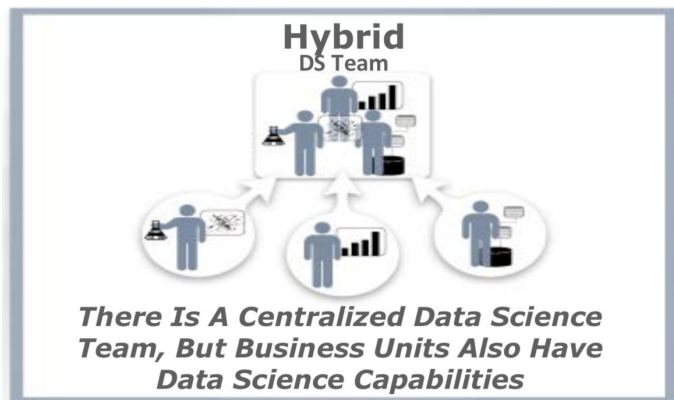 Hybrid
DS Team
There Is A Centralized Data Science
Team, But Business Units Also Have
Data Science Capabilities